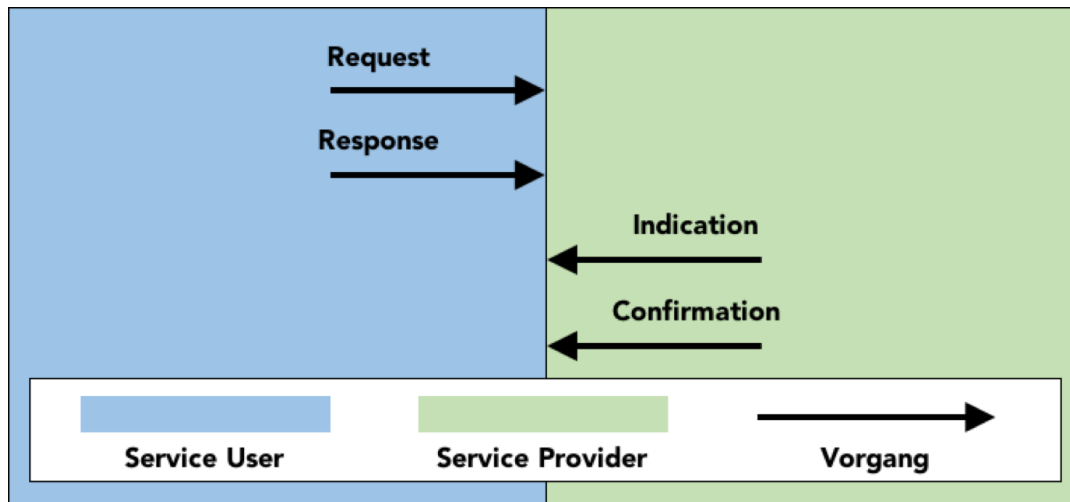 Request
Response
Indication
Confirmation
Service User
Service Provider
Vorgang